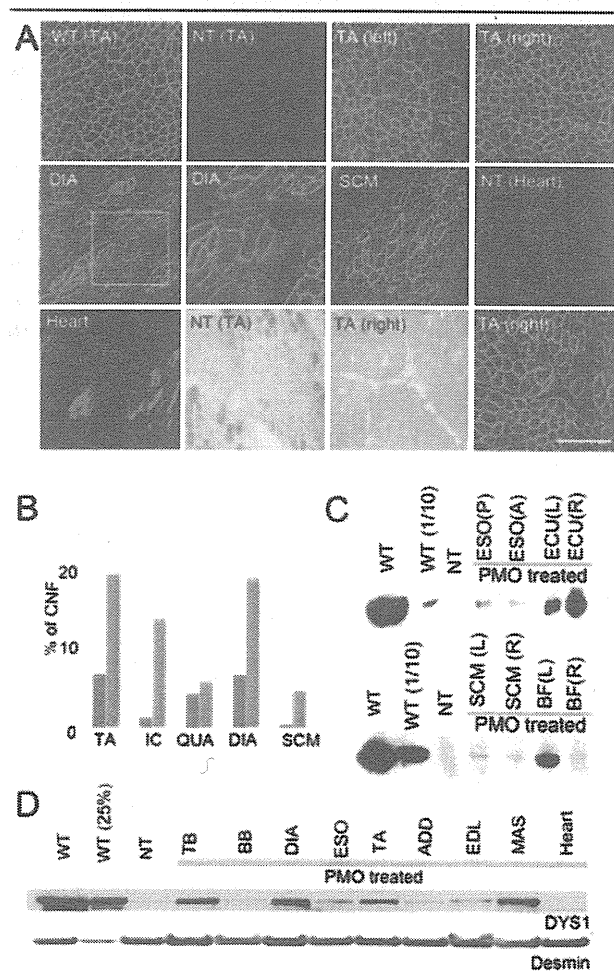 A
WT (TA) NT (TA) TA (left) TA (right)
DIA DIA SCM NT (Heart)
Heart NT (TA) TA (right) TA (right)
B
% of CNF
20
10
0
TA IC QUA DIA SCM
C
WT WT (1/10) NT ESO(P) ESO(A) ECU(L) ECU(R)
PMO treated
WT WT (1/10) NT SCM (L) SCM (R) BF(L) BF(R)
PMO treated
D
WT WT (25%) NT TB BB DIA ESO TA ADD EDL MAS Heart
PMO treated
DYS1
Desmin